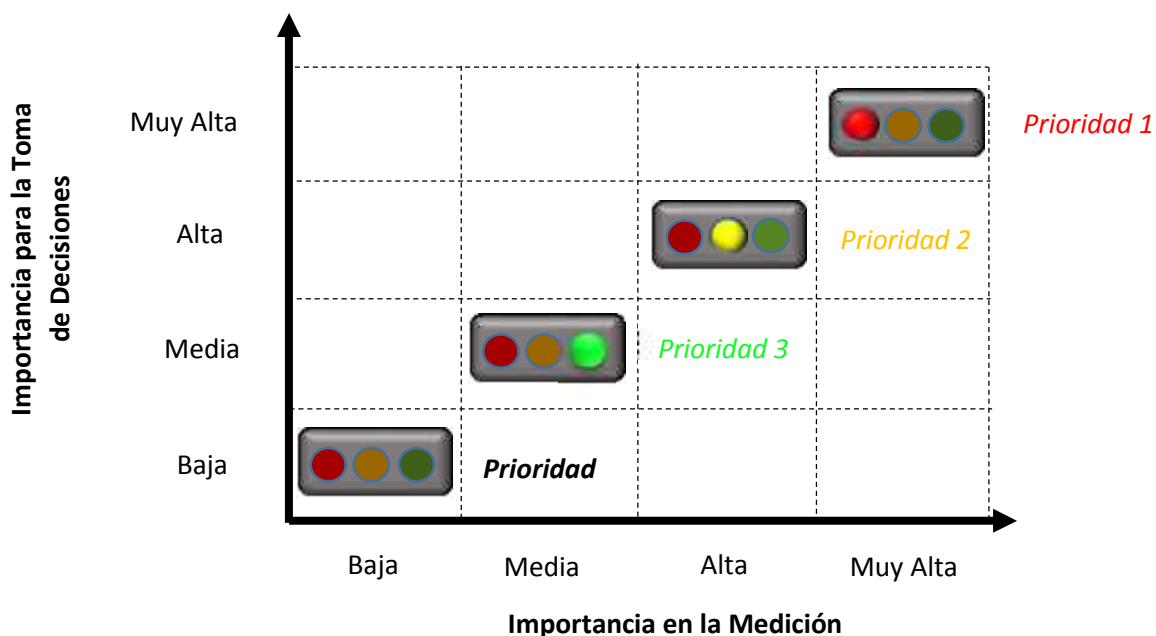 Importancia para la Toma
de Decisiones
Muy Alta
Prioridad 1
Alta
Prioridad 2
Media
Prioridad 3
Baja
Prioridad
Baja
Media
Alta
Muy Alta
Importancia en la Medición